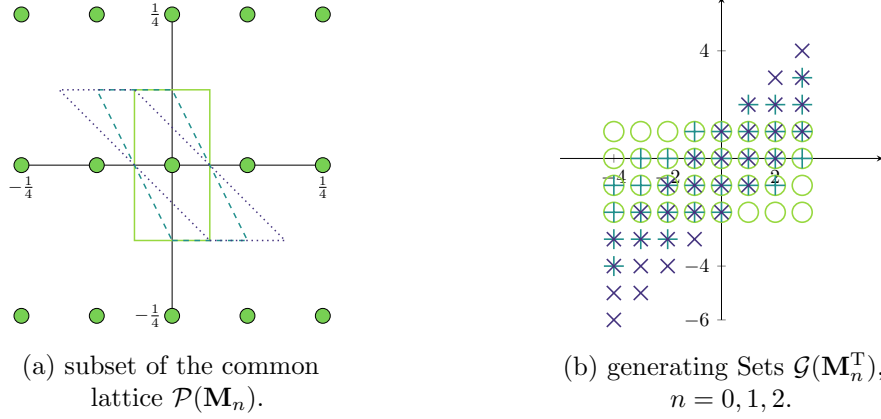 1/4
−1/4
1/4
−1/4
4
−4
−2
2
−4
−6
(a) subset of the common
lattice P(M_n).
(b) generating Sets G(M_n^T),
n = 0, 1, 2.